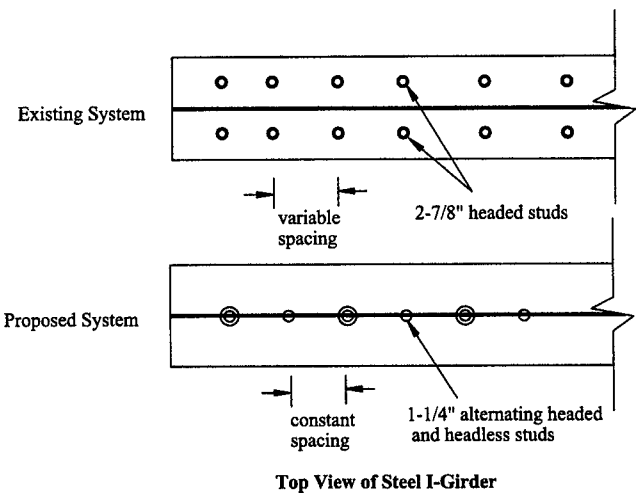 Existing System
2-7/8" headed studs
variable
spacing
Proposed System
1-1/4" alternating headed
and headless studs
constant
spacing
Top View of Steel I-Girder